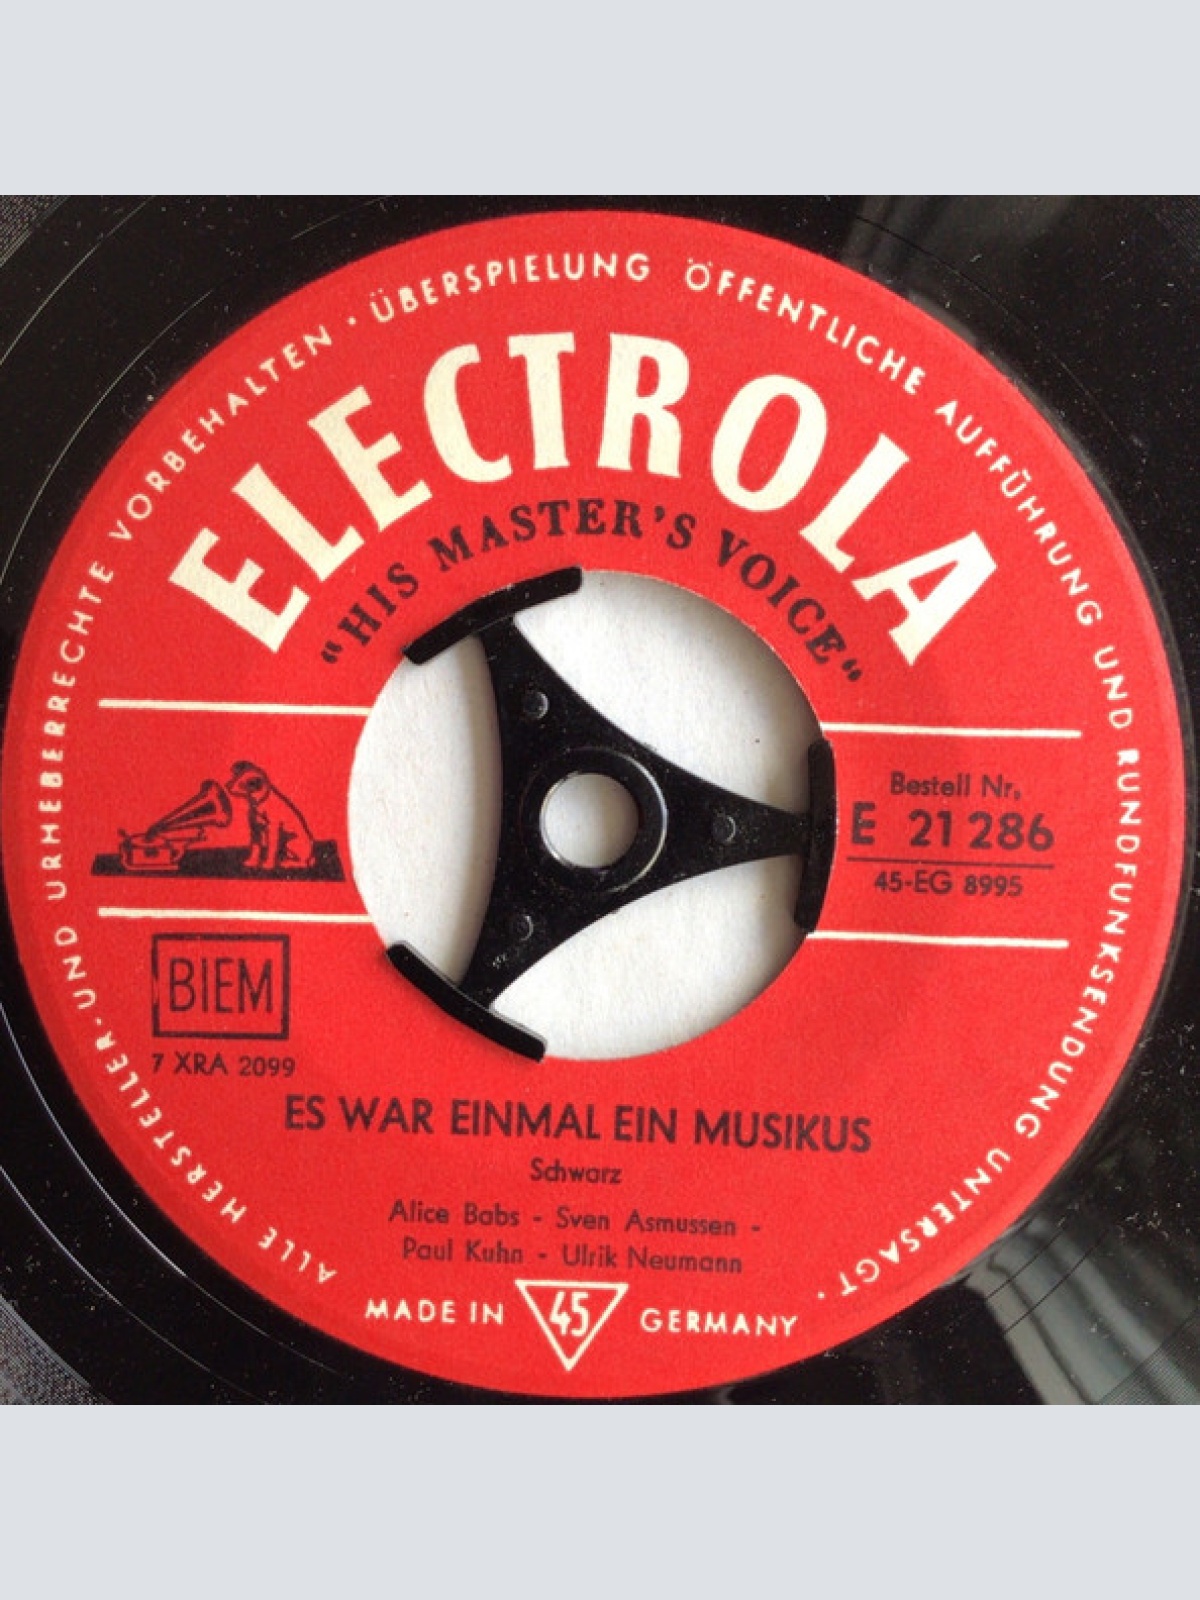 ALLE HERSTELLER- UND URHEBERRECHTE VORBEHALTEN · ÜBERSPIELUNG ÖFFENTLICHE AUFFÜHRUNG UND RUNDFUNKSENDUNG UNTERSAGT ·
ELECTROLA
"HIS MASTER'S VOICE"
Bestell Nr.
E 21 286
45-EG 8995
BIEM
7 XRA 2099
ES WAR EINMAL EIN MUSIKUS
Schwarz
Alice Babs - Sven Asmussen -
Paul Kuhn - Ulrik Neumann
MADE IN 45 GERMANY